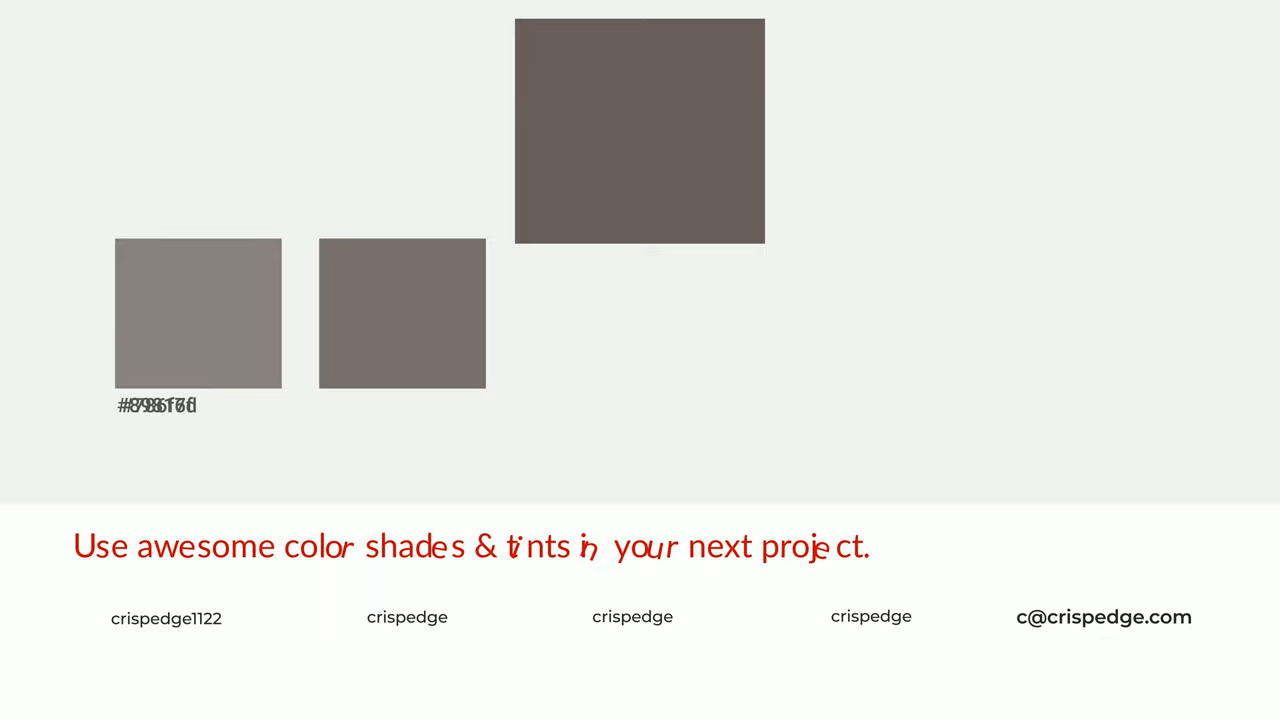 Use awesome color shades & tints in your next project.
crispedge1122 crispedge crispedge crispedge c@crispedge.com